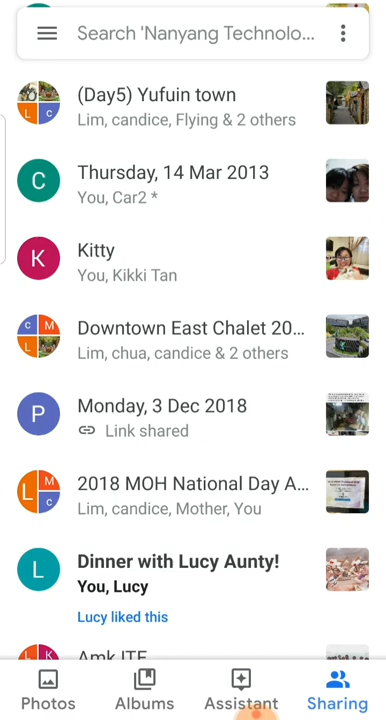 Search 'Nanyang Technolo...
(Day5) Yufuin town
Lim, candice, Flying & 2 others
L C
C
Thursday, 14 Mar 2013
You, Car2 *
K
Kitty
You, Kikki Tan
C M
L
Downtown East Chalet 20...
Lim, chua, candice & 2 others
P
Monday, 3 Dec 2018
Link shared
L M
C
2018 MOH National Day A...
Lim, candice, Mother, You
L
Dinner with Lucy Aunty!
You, Lucy
Lucy liked this
L K
Amk ITE
Photos Albums Assistant Sharing